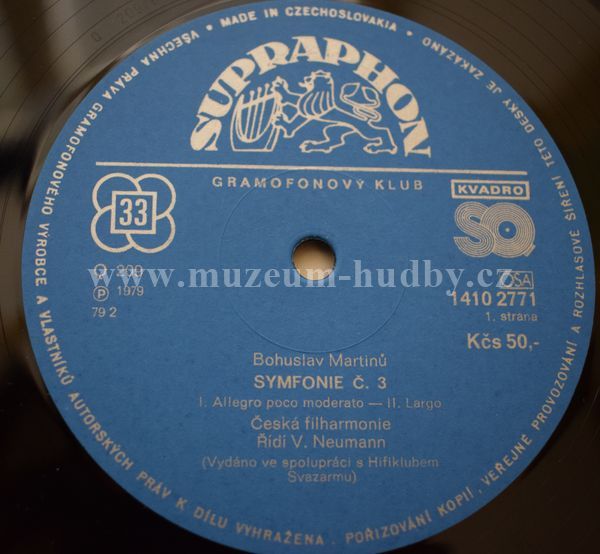 VŠECHNA PRÁVA GRAMOFONOVÉHO VÝROBCE A VLASTNÍKŮ AUTORSKÝCH PRÁV K DÍLU VYHRAŽENA. POŘIZOVÁNÍ KOPIÍ, VEŘEJNÉ PROVOZOVÁNÍ A ROZHLASOVÉ ŠÍŘENÍ TÉTO DESKY JE ZAKÁZÁNO • MADE IN CZECHOSLOVAKIA •
SUPRAPHON
GRAMOFONOVÝ KLUB
33
KVADRO
SQ
www.muzeum-hudby.cz
Ⓟ 1979
79 2
OSA
1410 2771
1. strana
Kčs 50,-
Bohuslav Martinů
SYMFONIE Č. 3
I. Allegro poco moderato — II. Largo
Česká filharmonie
Řídí V. Neumann
(Vydáno ve spolupráci s Hifiklubem
Svazarmu)